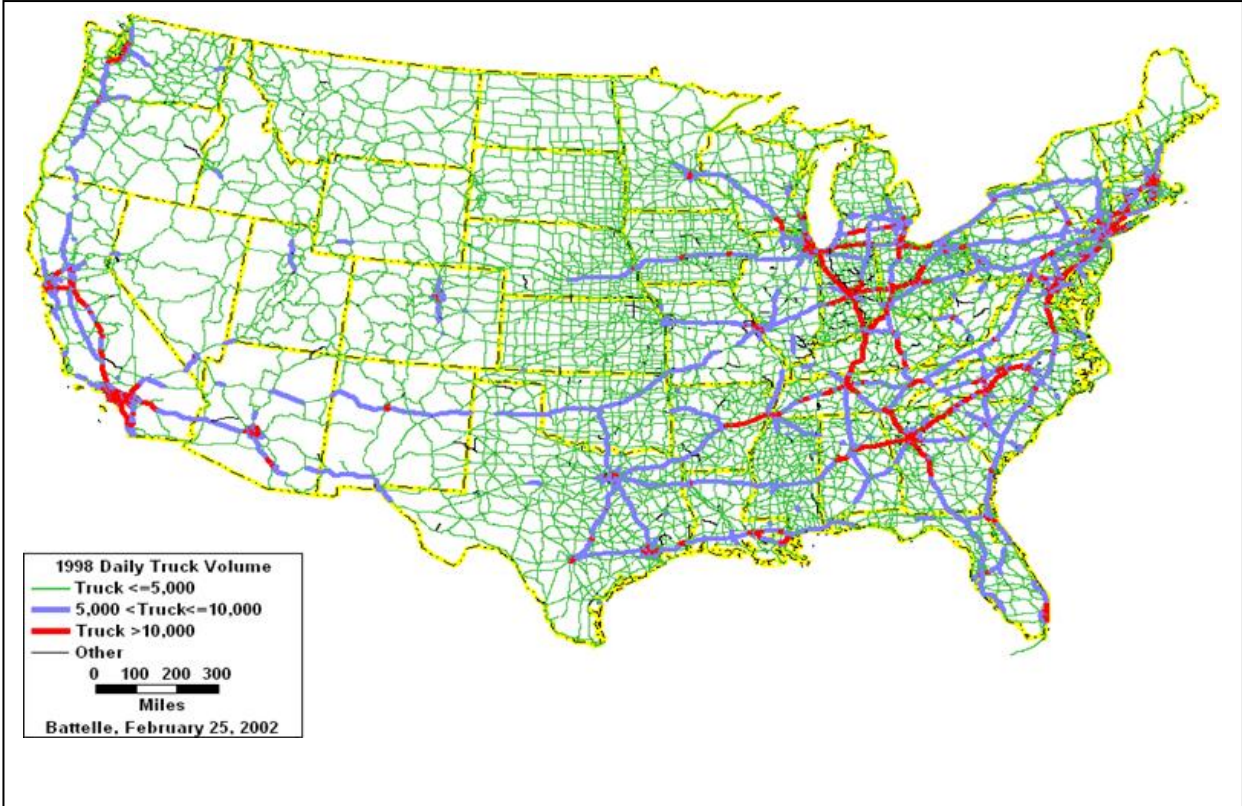 1998 Daily Truck Volume
Truck <=5,000
5,000 <Truck<=10,000
Truck >10,000
Other
0 100 200 300
Miles
Battelle, February 25, 2002